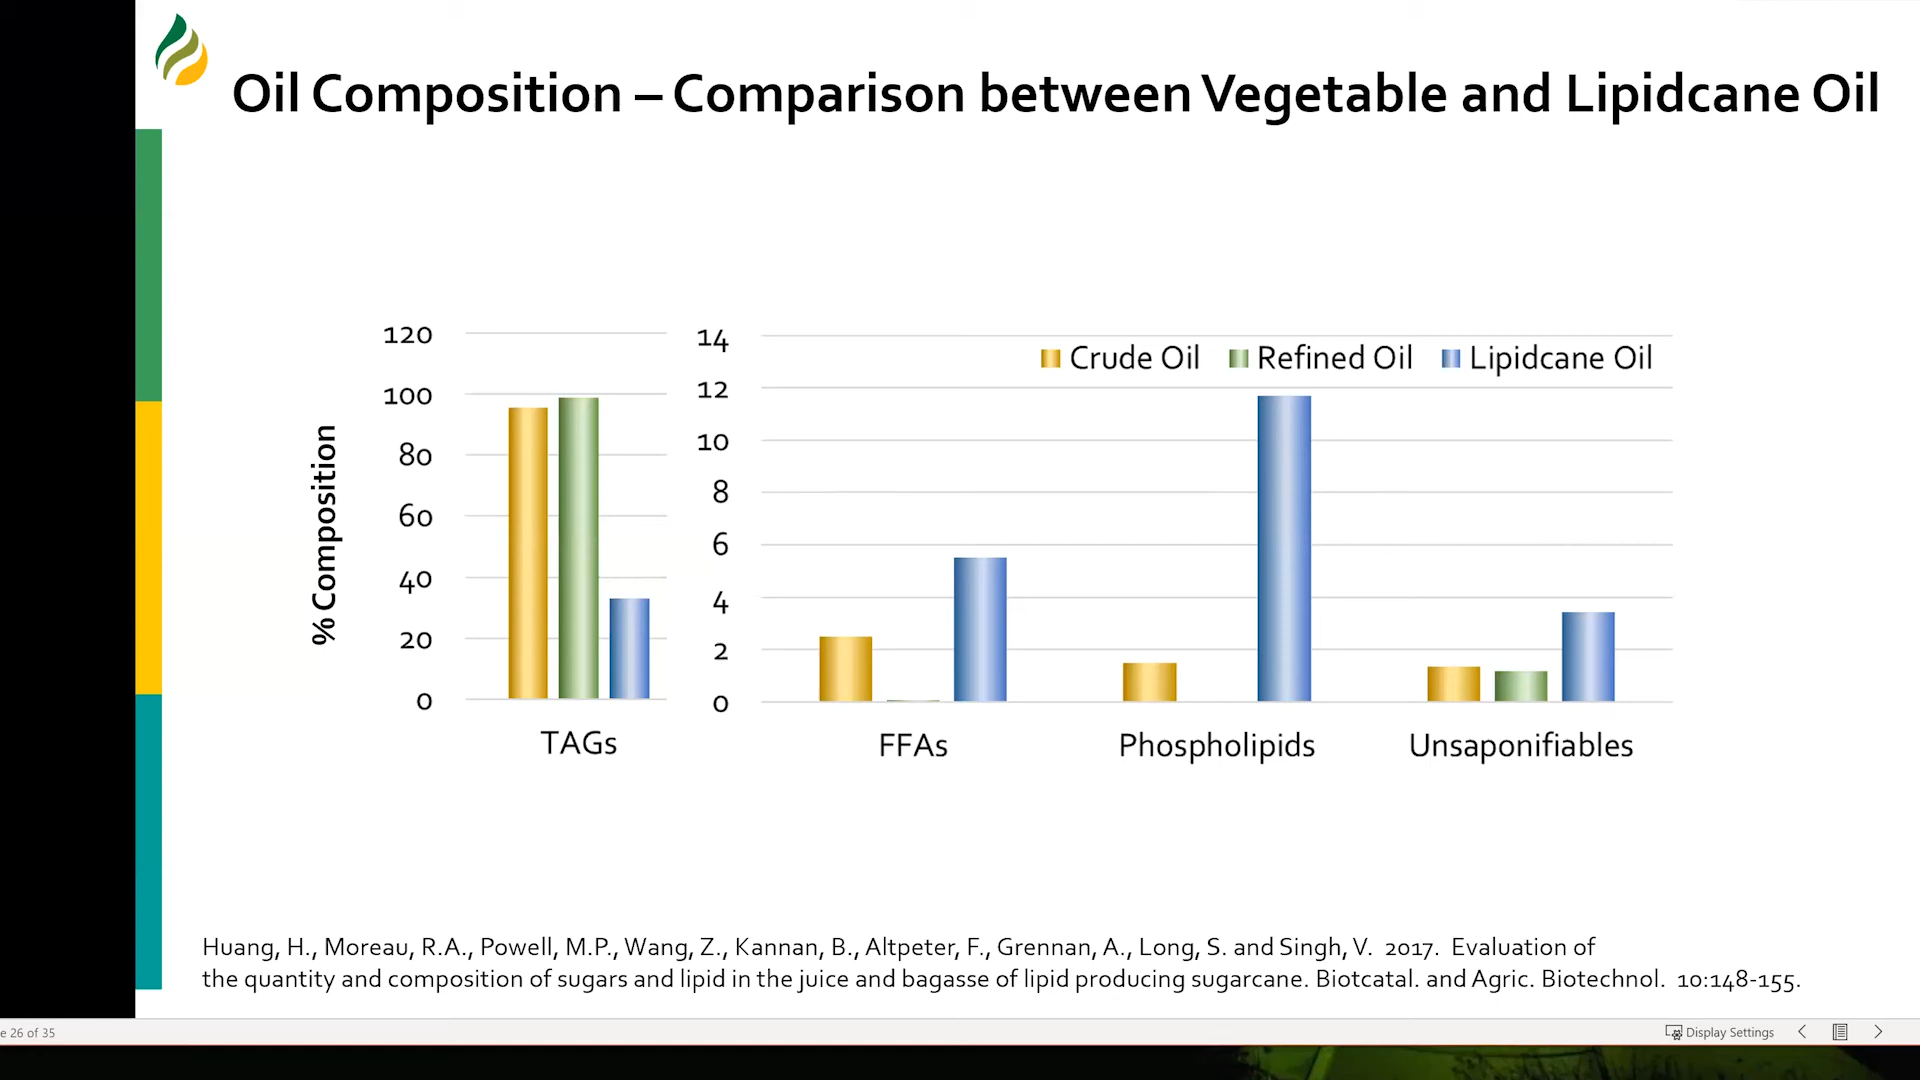 Oil Composition – Comparison between Vegetable and Lipidcane Oil
% Composition
120
100
80
60
40
20
0
TAGs
14
12
10
8
6
4
2
0
Crude Oil Refined Oil Lipidcane Oil
FFAs Phospholipids Unsaponifiables
Huang, H., Moreau, R.A., Powell, M.P., Wang, Z., Kannan, B., Altpeter, F., Grennan, A., Long, S. and Singh, V. 2017. Evaluation of
the quantity and composition of sugars and lipid in the juice and bagasse of lipid producing sugarcane. Biotcatal. and Agric. Biotechnol. 10:148-155.
e 26 of 35
Display Settings